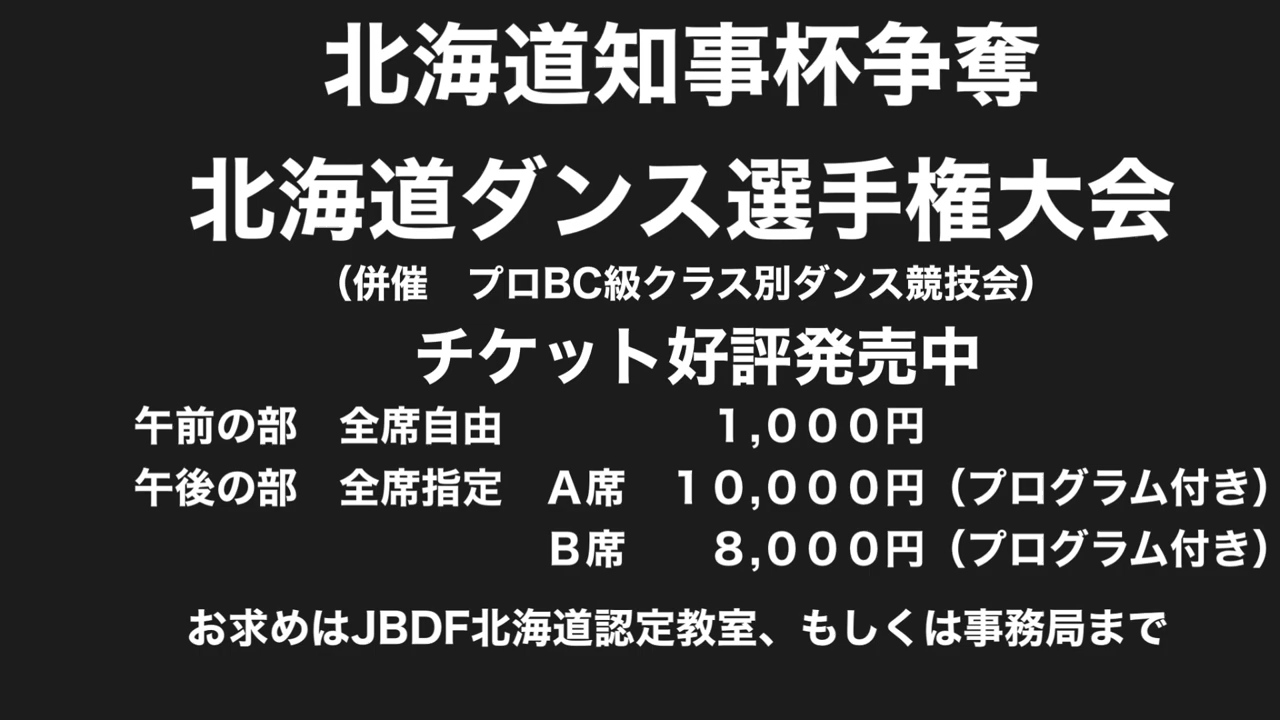 北海道知事杯争奪
北海道ダンス選手権大会
（併催　プロBC級クラス別ダンス競技会）
チケット好評発売中
午前の部　全席自由　　　　　１,０００円
午後の部　全席指定　Ａ席　１０,０００円（プログラム付き）
Ｂ席　　８,０００円（プログラム付き）
お求めはJBDF北海道認定教室、もしくは事務局まで